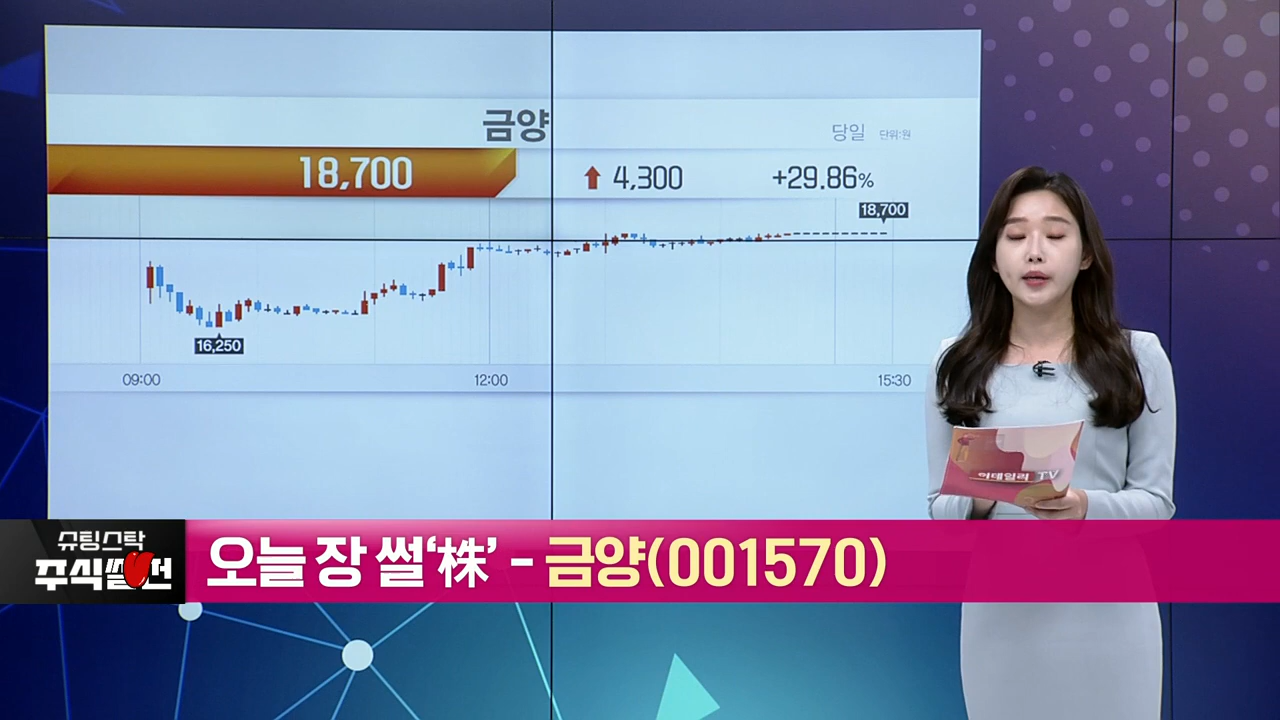 금양
당일 단위:원
18,700
4,300
+29.86%
18,700
16,250
09:00
12:00
15:30
이데일리 TV
슈팅스탁
주식썰전
오늘 장 썰‘株’ - 금양(001570)